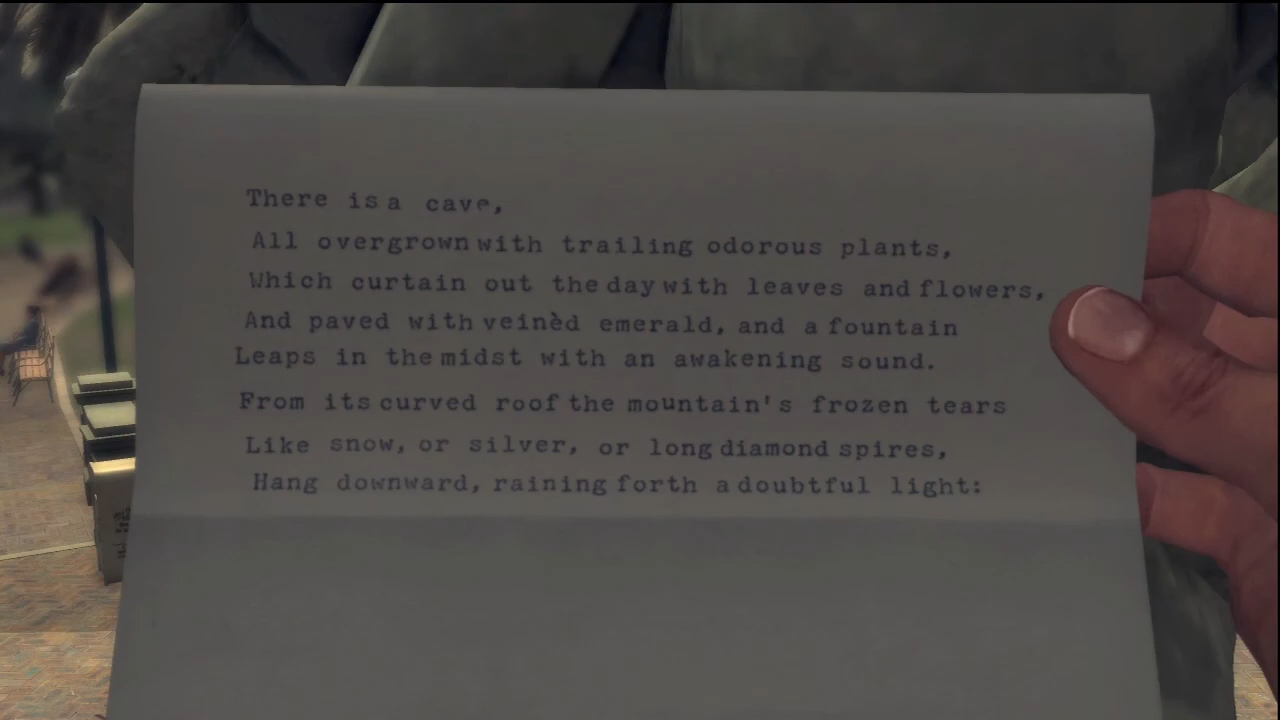 There is a cave,
All overgrown with trailing odorous plants,
Which curtain out the day with leaves and flowers,
And paved with veinèd emerald, and a fountain
Leaps in the midst with an awakening sound.
From its curved roof the mountain's frozen tears
Like snow, or silver, or long diamond spires,
Hang downward, raining forth a doubtful light: